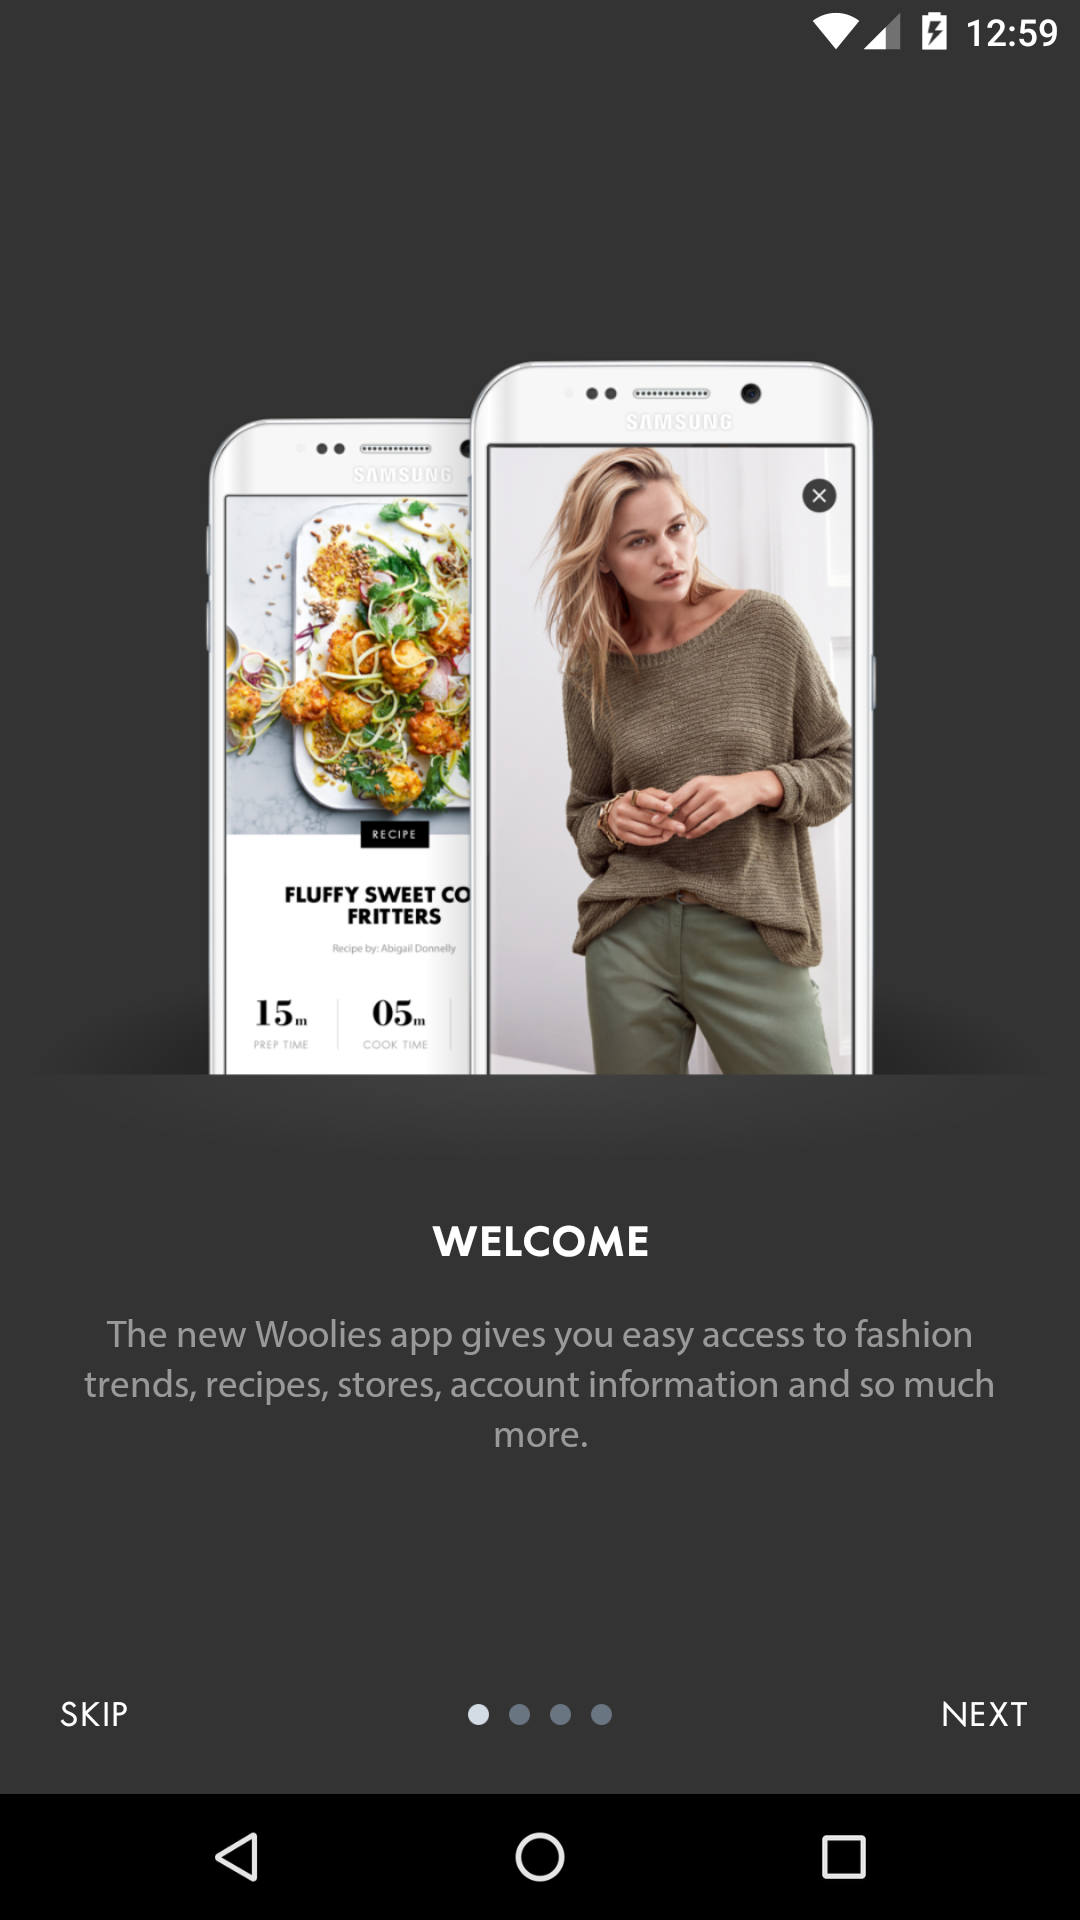 12:59
SAMSUNG
SAMSUNG
RECIPE
FLUFFY SWEET CO
FRITTERS
Recipe by: Abigail Donnelly
15m
05m
PREP TIME
COOK TIME
WELCOME
The new Woolies app gives you easy access to fashion
trends, recipes, stores, account information and so much
more.
SKIP
NEXT